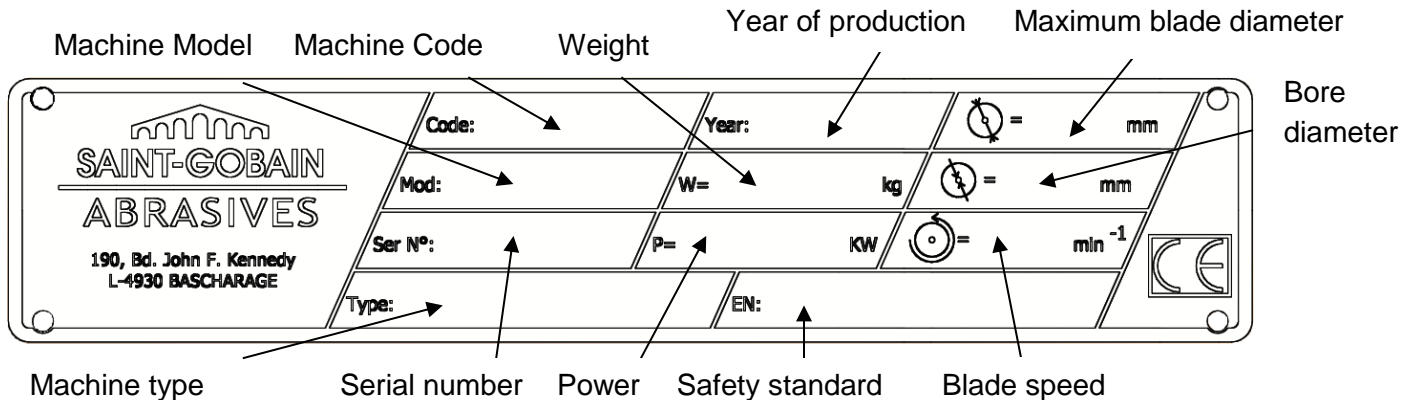 Year of production Maximum blade diameter
Machine Model Machine Code Weight
Bore
diameter
SAINT-GOBAIN
ABRASIVES
190, Bd. John F. Kennedy
L-4930 BASCHARAGE
Code: Year: = mm
Mod: W= kg = mm
Ser N°: P= KW = min -1
Type: EN:
CE
Machine type Serial number Power Safety standard Blade speed